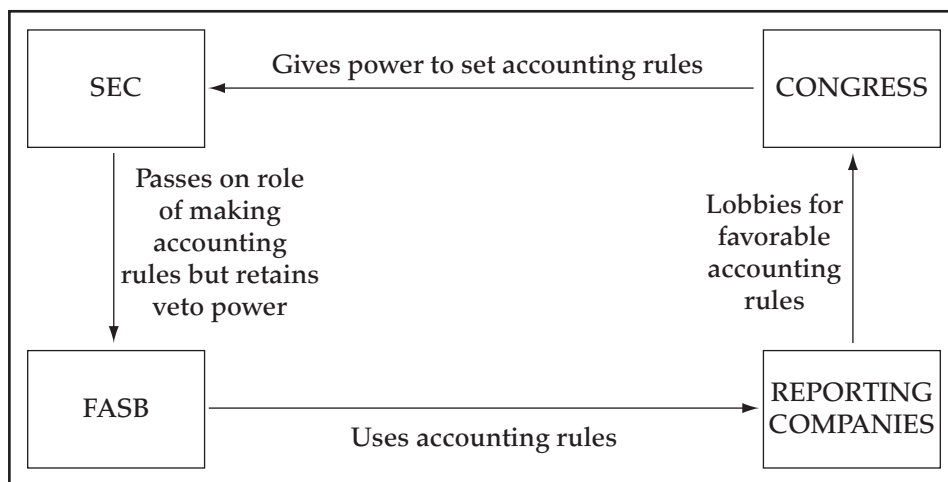 Gives power to set accounting rules
SEC
CONGRESS
Passes on role
of making
accounting
rules but retains
veto power
Lobbies for
favorable
accounting
rules
FASB
Uses accounting rules
REPORTING
COMPANIES